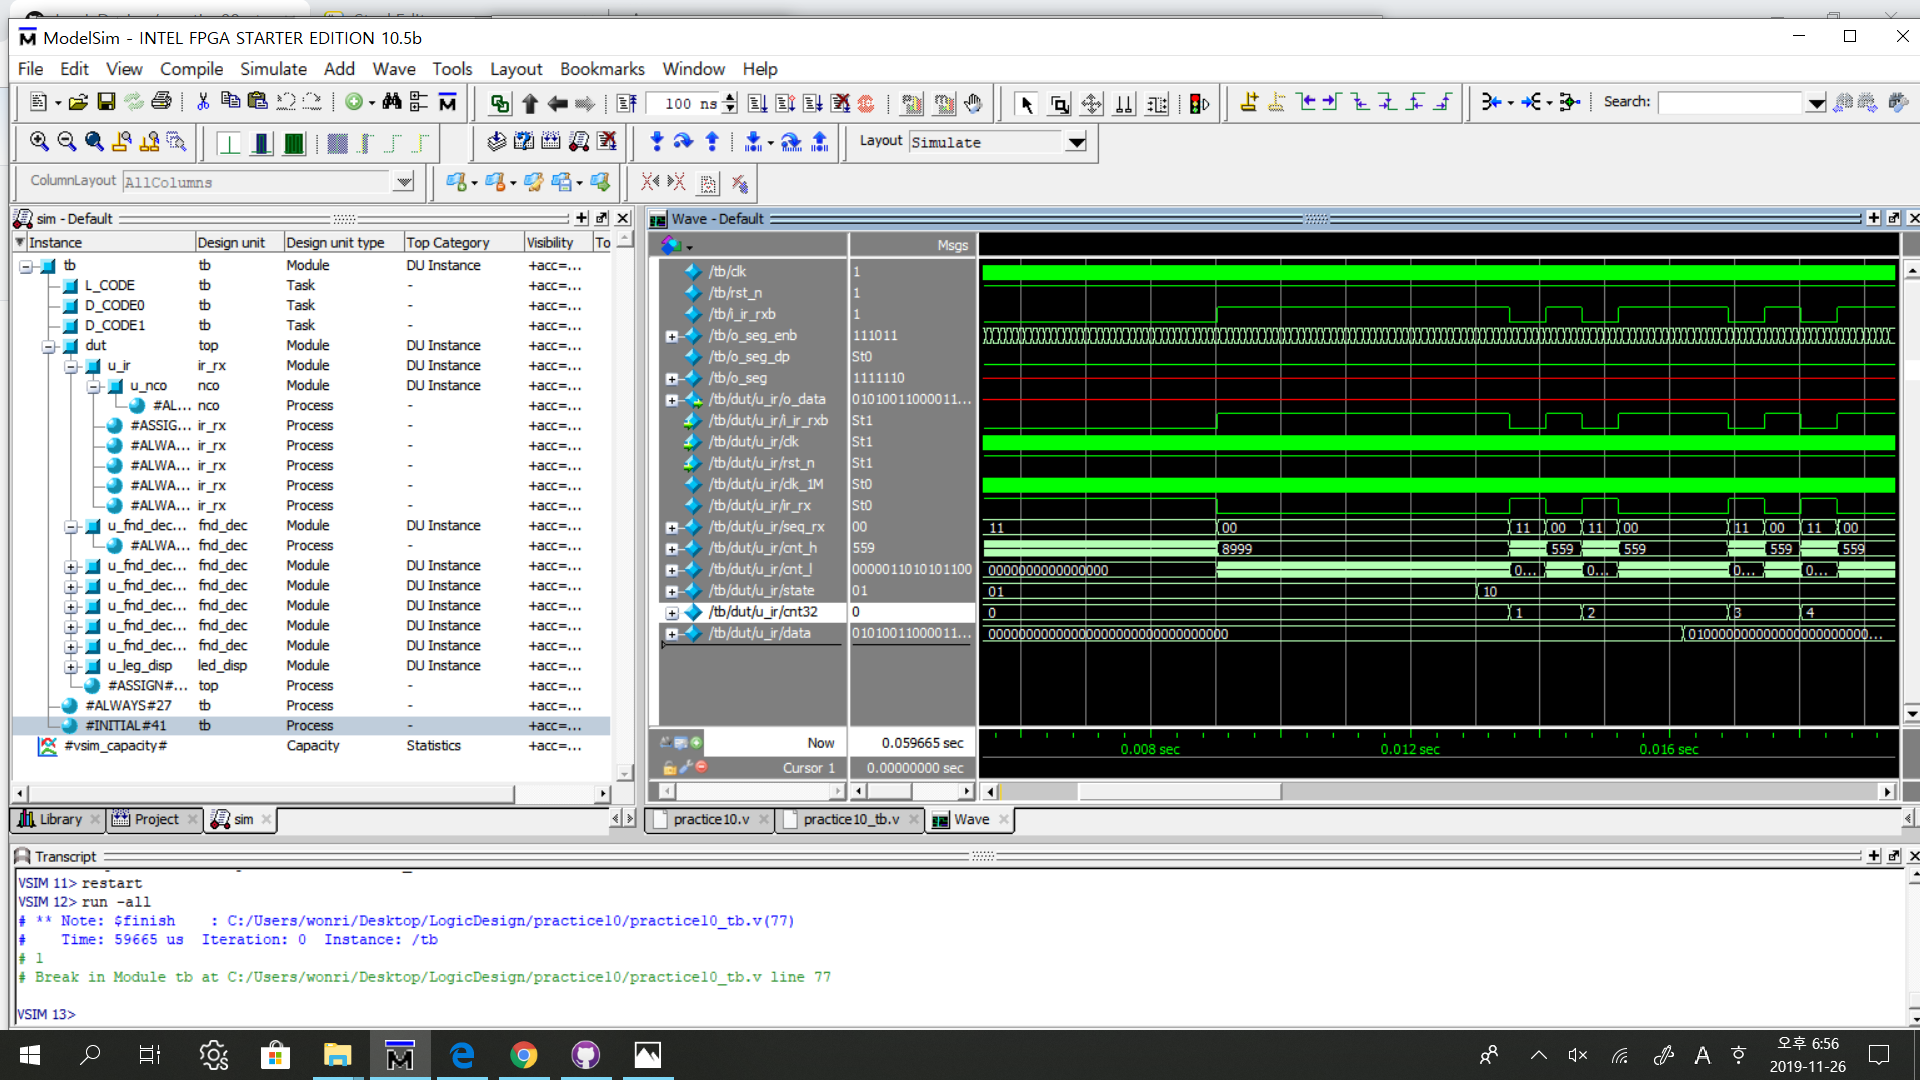 ModelSim - INTEL FPGA STARTER EDITION 10.5b
File Edit View Compile Simulate Add Wave Tools Layout Bookmarks Window Help
100 ns
Search:
Layout Simulate
ColumnLayout AllColumns
sim - Default
Instance Design unit Design unit type Top Category Visibility To
tb tb Module DU Instance +acc=...
L_CODE tb Task - +acc=...
D_CODE0 tb Task - +acc=...
D_CODE1 tb Task - +acc=...
dut top Module DU Instance +acc=...
u_ir ir_rx Module DU Instance +acc=...
u_nco nco Module DU Instance +acc=...
#AL... nco Process - +acc=...
#ASSIG... ir_rx Process - +acc=...
#ALWA... ir_rx Process - +acc=...
#ALWA... ir_rx Process - +acc=...
#ALWA... ir_rx Process - +acc=...
#ALWA... ir_rx Process - +acc=...
u_fnd_dec... fnd_dec Module DU Instance +acc=...
#ALWA... fnd_dec Process - +acc=...
u_fnd_dec... fnd_dec Module DU Instance +acc=...
u_fnd_dec... fnd_dec Module DU Instance +acc=...
u_fnd_dec... fnd_dec Module DU Instance +acc=...
u_fnd_dec... fnd_dec Module DU Instance +acc=...
u_fnd_dec... fnd_dec Module DU Instance +acc=...
u_leg_disp led_disp Module DU Instance +acc=...
#ASSIGN#... top Process - +acc=...
#ALWAYS#27 tb Process - +acc=...
#INITIAL#41 tb Process - +acc=...
#vsim_capacity# Capacity Statistics +acc=...
Library Project sim
Wave - Default
Msgs
/tb/clk 1
/tb/rst_n 1
/tb/i_ir_rxb 1
/tb/o_seg_enb 111011
/tb/o_seg_dp St0
/tb/o_seg 1111110
/tb/dut/u_ir/o_data 01010011000011...
/tb/dut/u_ir/i_ir_rxb St1
/tb/dut/u_ir/clk St1
/tb/dut/u_ir/rst_n St1
/tb/dut/u_ir/clk_1M St0
/tb/dut/u_ir/ir_rx St0
/tb/dut/u_ir/seq_rx 00 11 00 11 00 11 00 11 00 11 00
/tb/dut/u_ir/cnt_h 559 8999 559 559 559 559
/tb/dut/u_ir/cnt_l 0000011010101100 0000000000000000 0... 0... 0... 0...
/tb/dut/u_ir/state 01 01 10
/tb/dut/u_ir/cnt32 0 0 1 2 3 4
/tb/dut/u_ir/data 01010011000011... 00000000000000000000000000000000 0100000000000000000000...
Now 0.059665 sec 0.008 sec 0.012 sec 0.016 sec
Cursor 1 0.00000000 sec
practice10.v practice10_tb.v Wave
Transcript
VSIM 11> restart
VSIM 12> run -all
# ** Note: $finish : C:/Users/wonri/Desktop/LogicDesign/practice10/practice10_tb.v(77)
# Time: 59665 us Iteration: 0 Instance: /tb
# 1
# Break in Module tb at C:/Users/wonri/Desktop/LogicDesign/practice10/practice10_tb.v line 77
VSIM 13>
A 오후 6:56
2019-11-26